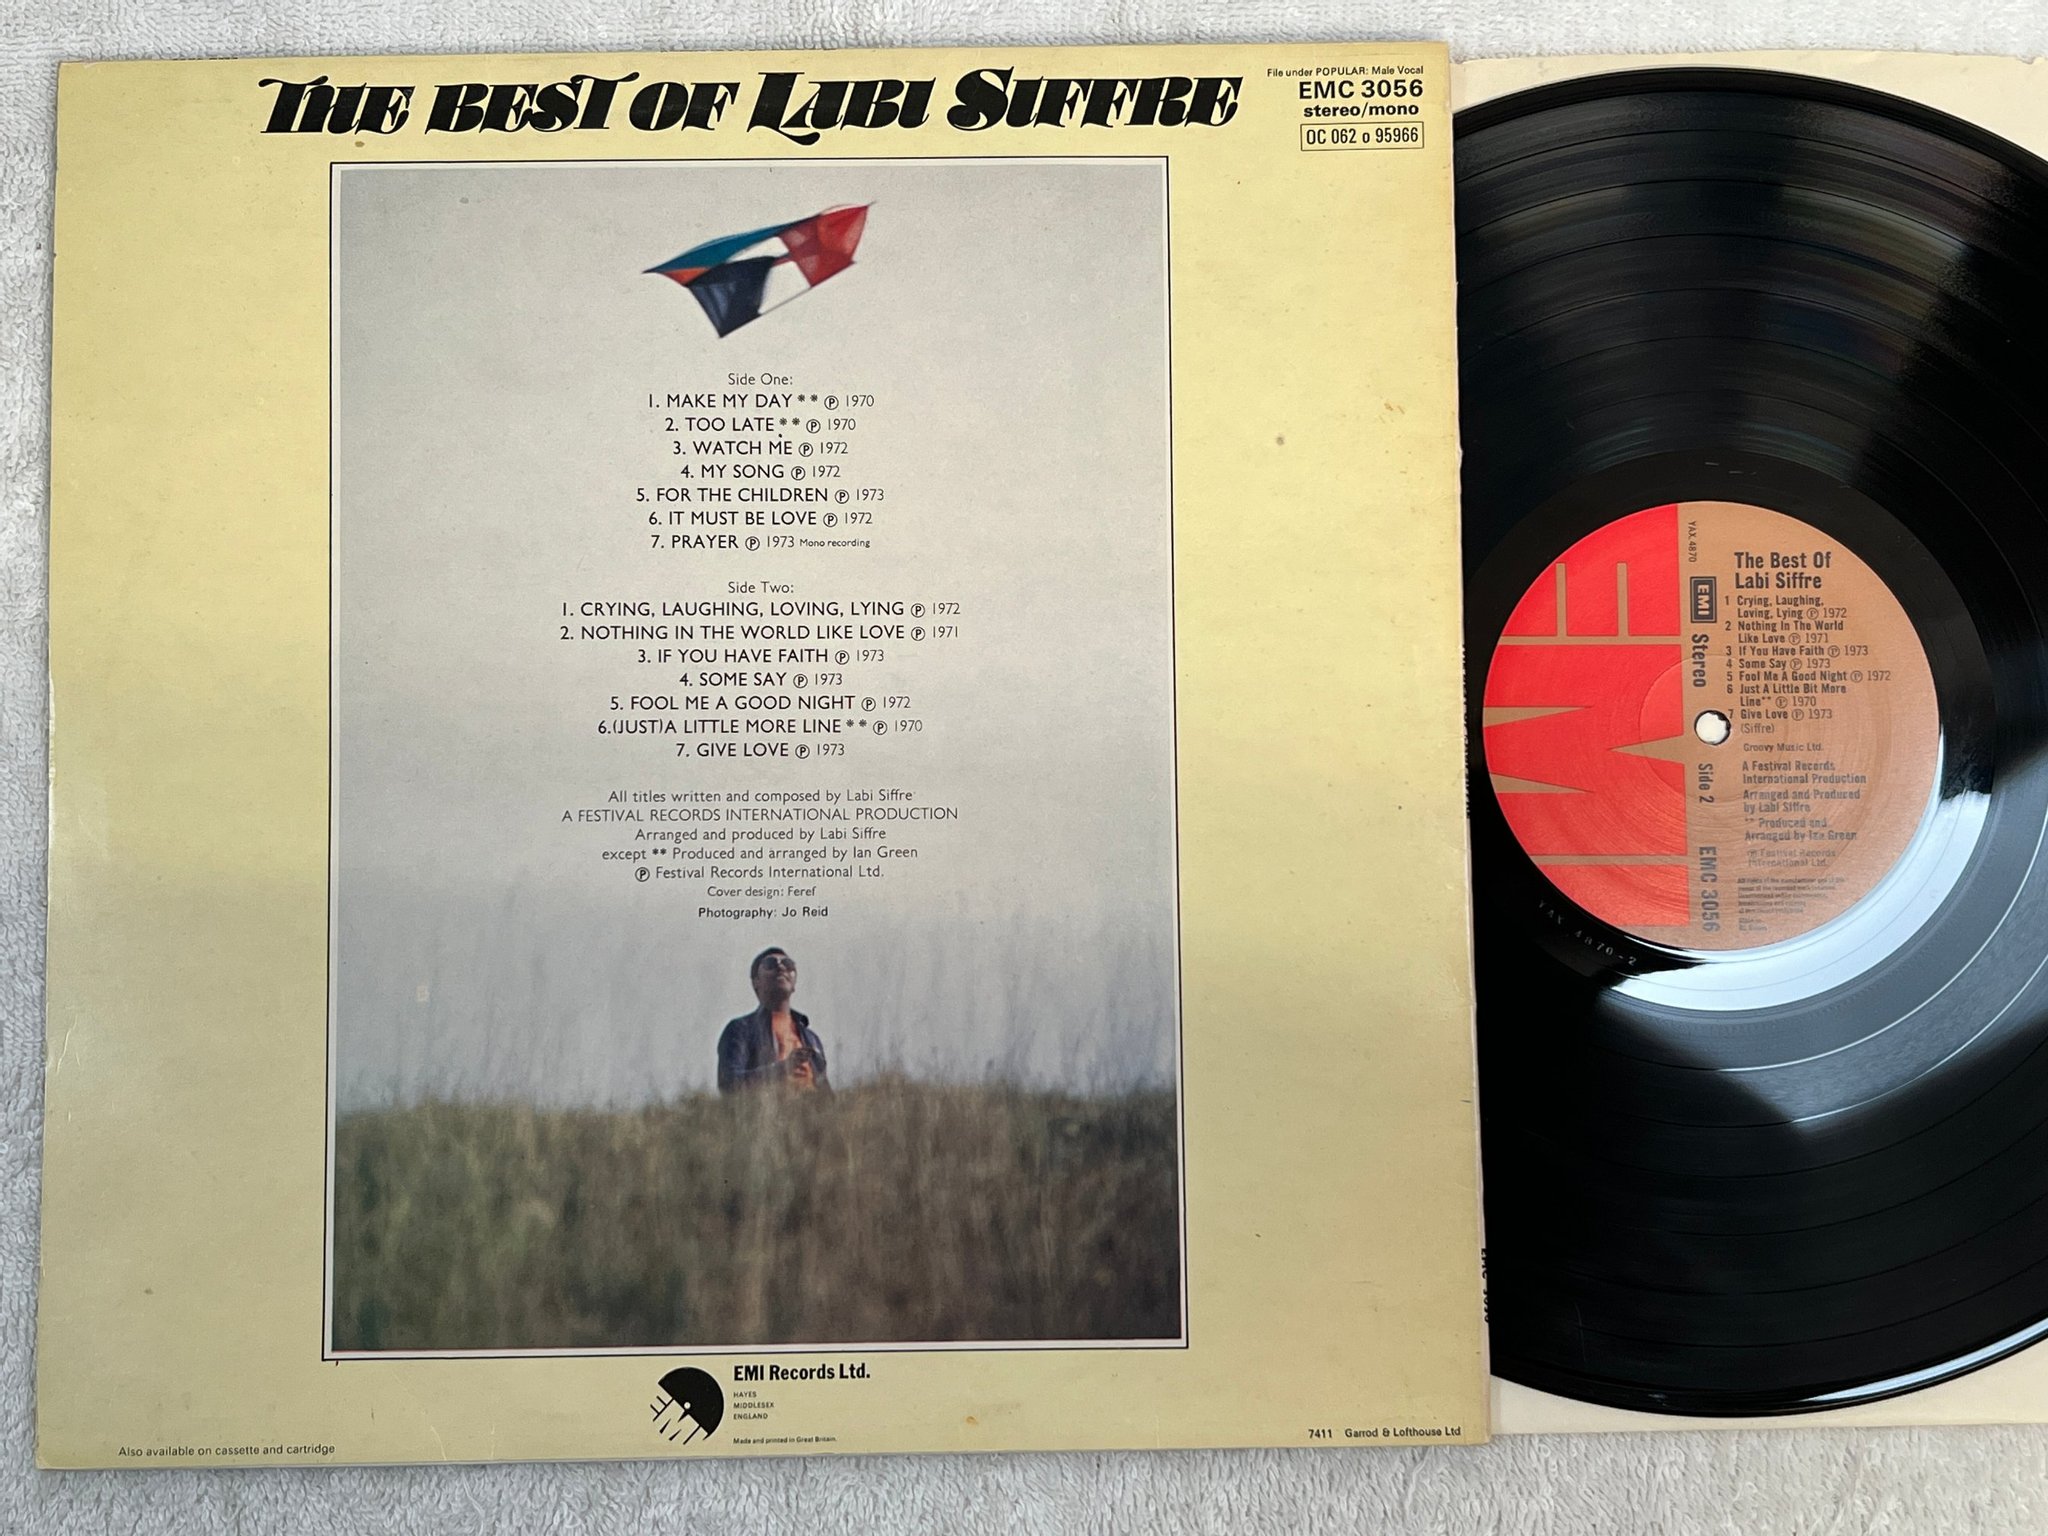 THE BEST OF LABI SIFFRE
File under POPULAR: Male Vocal
EMC 3056
stereo/mono
OC 062 o 95966
Side One:
1. MAKE MY DAY ** ℗ 1970
2. TOO LATE ** ℗ 1970
3. WATCH ME ℗ 1972
4. MY SONG ℗ 1972
5. FOR THE CHILDREN ℗ 1973
6. IT MUST BE LOVE ℗ 1972
7. PRAYER ℗ 1973 Mono recording
Side Two:
1. CRYING, LAUGHING, LOVING, LYING ℗ 1972
2. NOTHING IN THE WORLD LIKE LOVE ℗ 1971
3. IF YOU HAVE FAITH ℗ 1973
4. SOME SAY ℗ 1973
5. FOOL ME A GOOD NIGHT ℗ 1972
6.(JUST)A LITTLE MORE LINE ** ℗ 1970
7. GIVE LOVE ℗ 1973
All titles written and composed by Labi Siffre
A FESTIVAL RECORDS INTERNATIONAL PRODUCTION
Arranged and produced by Labi Siffre
except ** Produced and arranged by Ian Green
℗ Festival Records International Ltd.
Cover design: Feref
Photography: Jo Reid
EMI
EMI Records Ltd.
HAYES
MIDDLESEX
ENGLAND
Made and printed in Great Britain.
Also available on cassette and cartridge
7411 Garrod & Lofthouse Ltd
EMI
YAX.4870
EMI
Stereo
Side 2
EMC 3056
The Best Of
Labi Siffre
1 Crying, Laughing,
Loving, Lying ℗ 1972
2 Nothing In The World
Like Love ℗ 1971
3 If You Have Faith ℗ 1973
4 Some Say ℗ 1973
5 Fool Me A Good Night ℗ 1972
6 Just A Little Bit More
Line** ℗ 1970
7 Give Love ℗ 1973
(Siffre)
Groovy Music Ltd.
A Festival Records
International Production
Arranged and Produced
by Labi Siffre
** Produced and
Arranged by Ian Green
℗ Festival Records
International Ltd.
YAX.4870-2